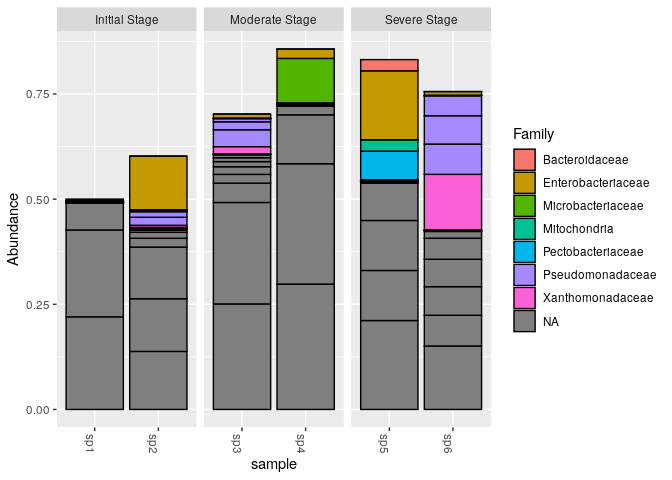 Initial Stage
Moderate Stage
Severe Stage
Abundance
0.75
0.50
0.25
0.00
sp1
sp2
sp3
sp4
sp5
sp6
sample
Family
Bacteroidaceae
Enterobacteriaceae
Microbacteriaceae
Mitochondria
Pectobacteriaceae
Pseudomonadaceae
Xanthomonadaceae
NA